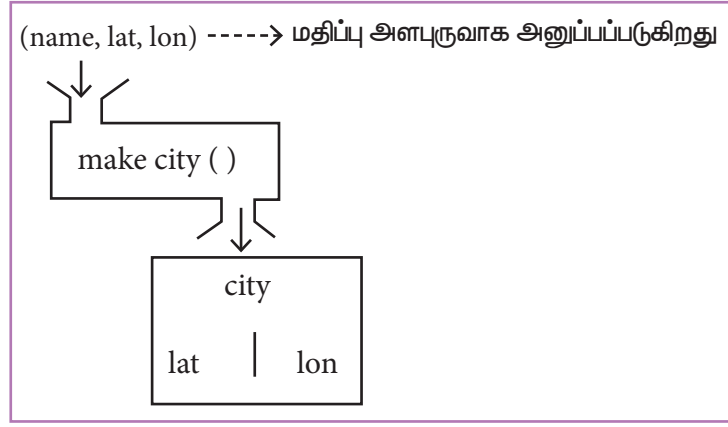 (name, lat, lon) -----> மதிப்பு அளபுருவாக அனுப்பப்படுகிறது
make city ( )
city
lat | lon